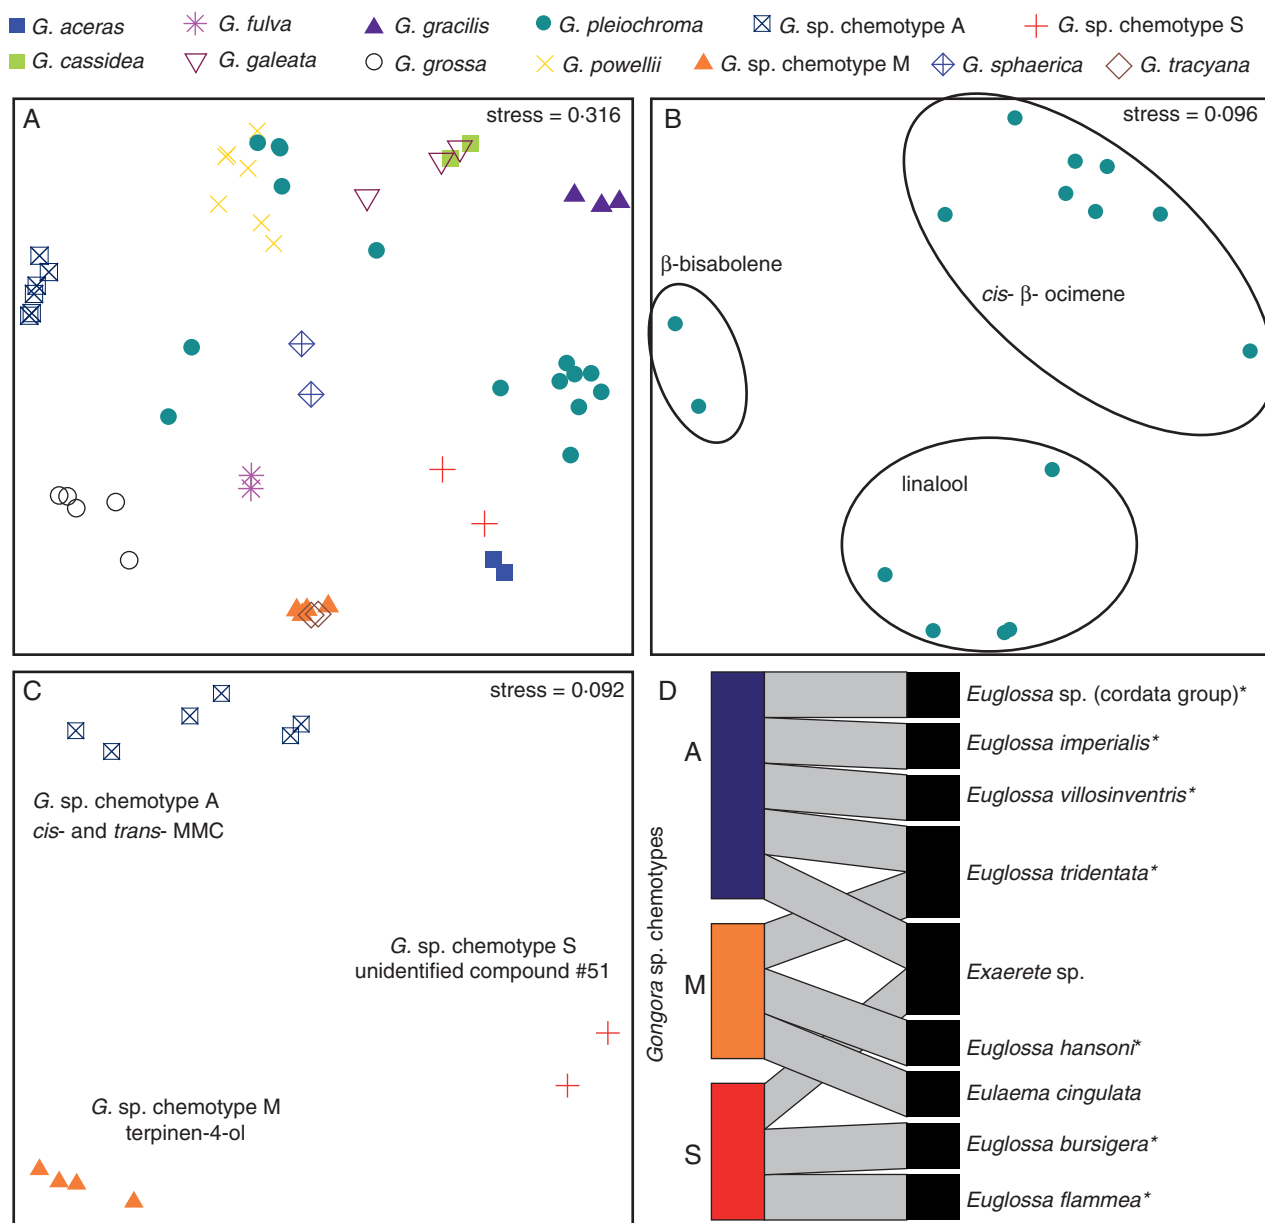 G. aceras
G. fulva
G. gracilis
G. pleiochroma
G. sp. chemotype A
G. sp. chemotype S
G. cassidea
G. galeata
G. grossa
G. powellii
G. sp. chemotype M
G. sphaerica
G. tracyana
A
stress = 0·316
B
stress = 0·096
β-bisabolene
cis- β- ocimene
linalool
C
stress = 0·092
G. sp. chemotype A
cis- and trans- MMC
G. sp. chemotype S
unidentified compound #51
G. sp. chemotype M
terpinen-4-ol
D
Gongora sp. chemotypes
A
M
S
Euglossa sp. (cordata group)*
Euglossa imperialis*
Euglossa villosinventris*
Euglossa tridentata*
Exaerete sp.
Euglossa hansoni*
Eulaema cingulata
Euglossa bursigera*
Euglossa flammea*